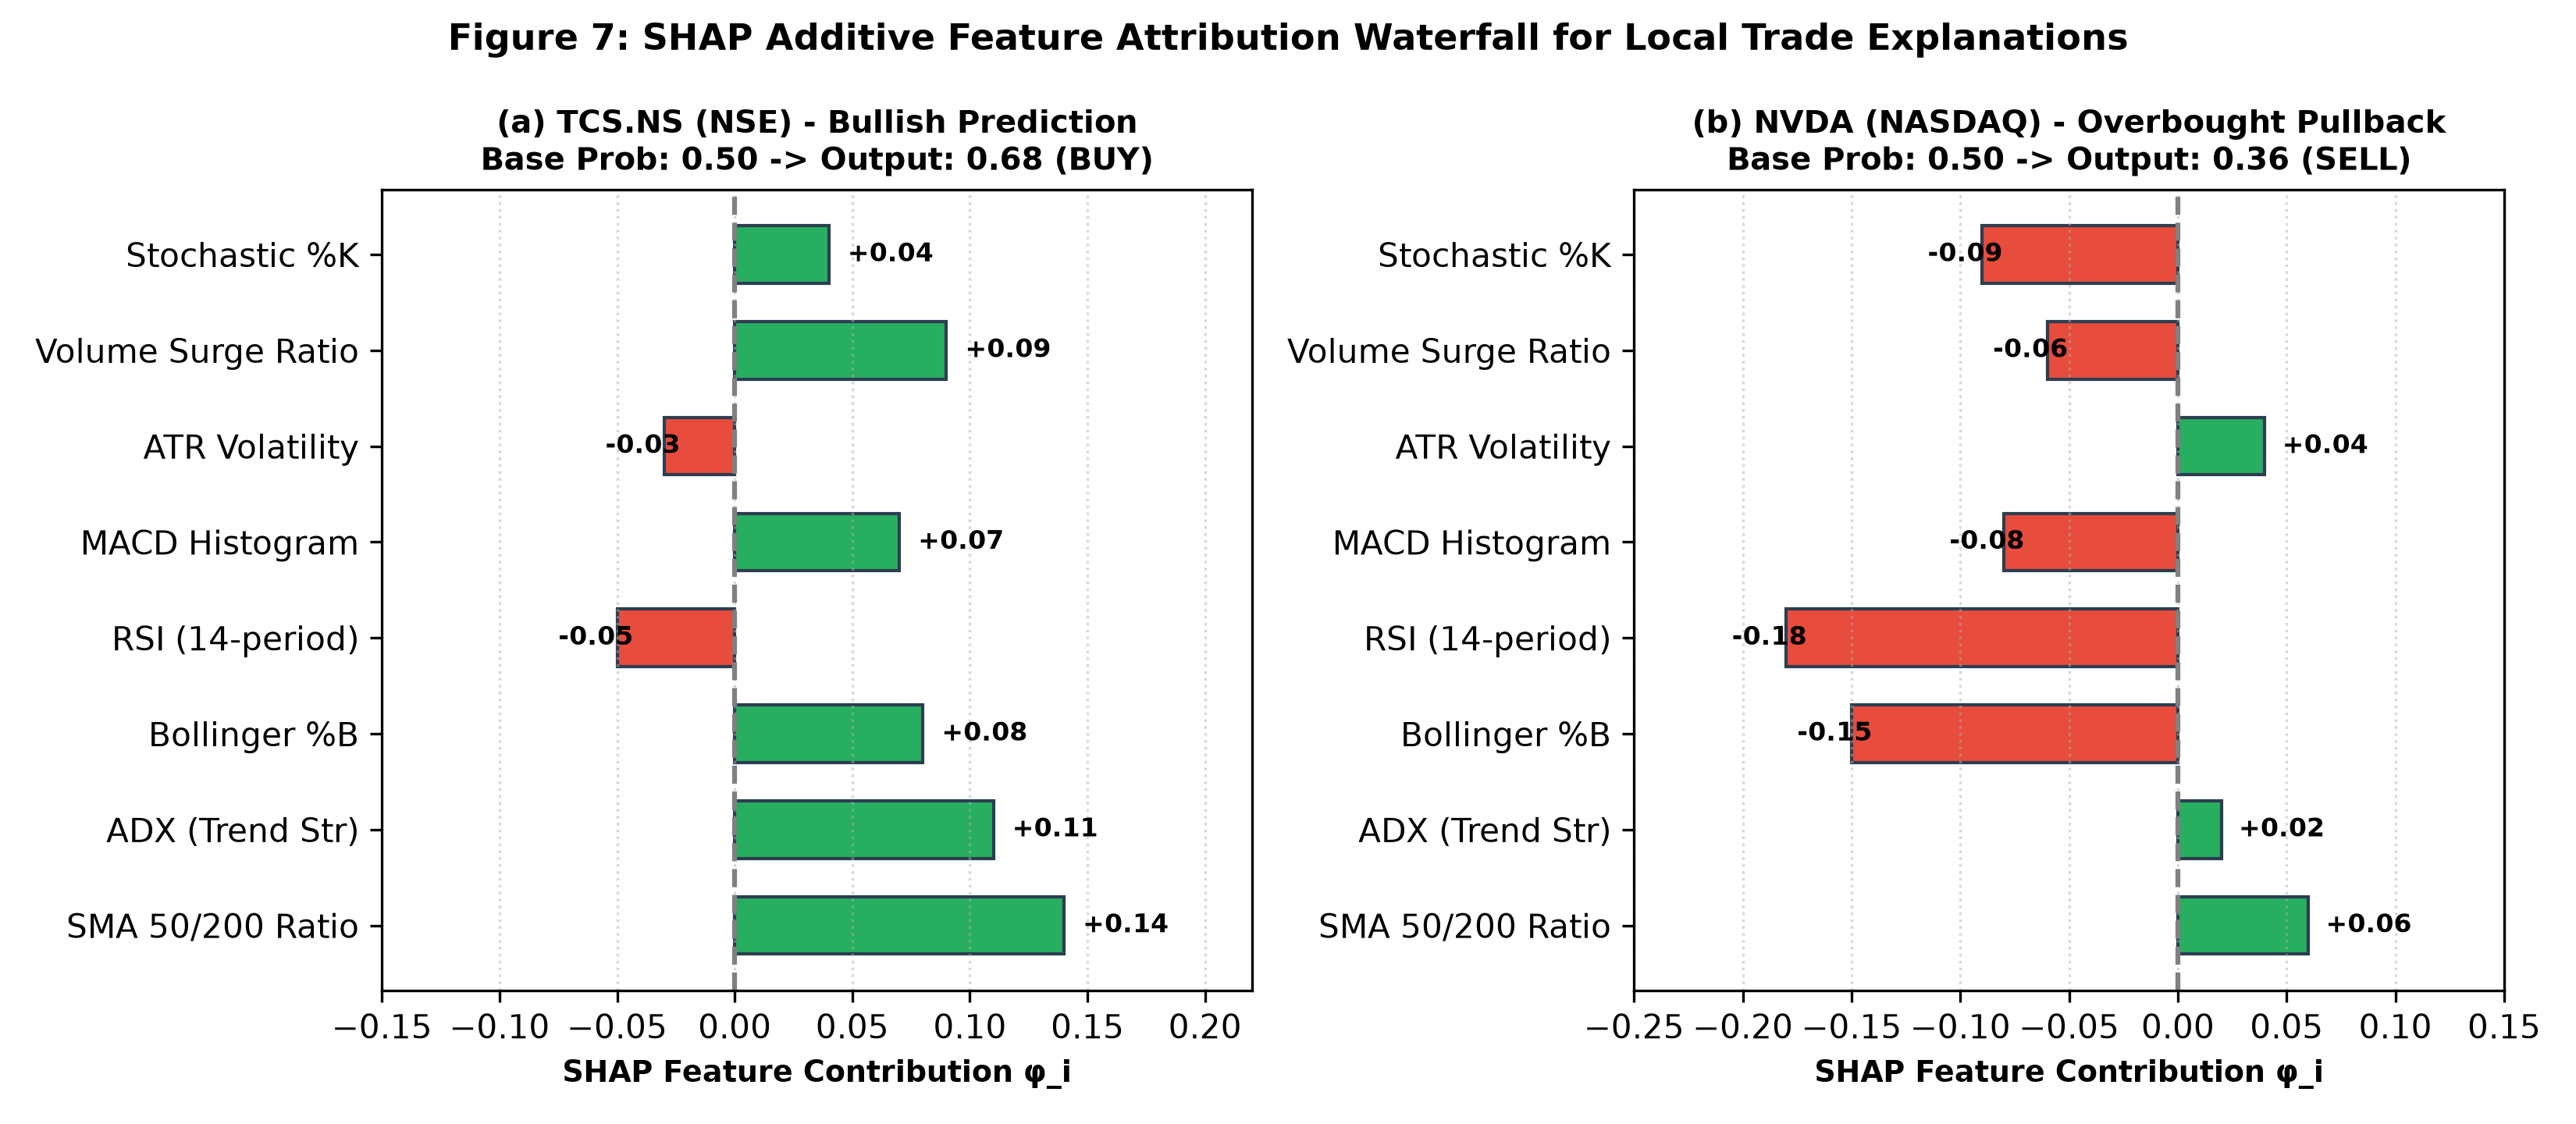 Figure 7: SHAP Additive Feature Attribution Waterfall for Local Trade Explanations
(a) TCS.NS (NSE) - Bullish Prediction
Base Prob: 0.50 -> Output: 0.68 (BUY)
Stochastic %K
+0.04
Volume Surge Ratio
+0.09
ATR Volatility
-0.03
MACD Histogram
+0.07
RSI (14-period)
-0.05
Bollinger %B
+0.08
ADX (Trend Str)
+0.11
SMA 50/200 Ratio
+0.14
−0.15 −0.10 −0.05 0.00 0.05 0.10 0.15 0.20
SHAP Feature Contribution φ_i
(b) NVDA (NASDAQ) - Overbought Pullback
Base Prob: 0.50 -> Output: 0.36 (SELL)
Stochastic %K
-0.09
Volume Surge Ratio
-0.06
ATR Volatility
+0.04
MACD Histogram
-0.08
RSI (14-period)
-0.18
Bollinger %B
-0.15
ADX (Trend Str)
+0.02
SMA 50/200 Ratio
+0.06
−0.25 −0.20 −0.15 −0.10 −0.05 0.00 0.05 0.10 0.15
SHAP Feature Contribution φ_i